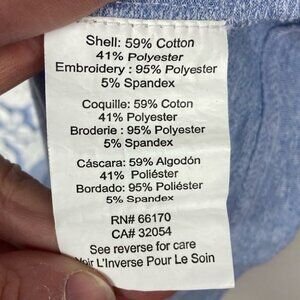 Shell: 59% Cotton
41% Polyester
Embroidery : 95% Polyester
5% Spandex
Coquille: 59% Coton
41% Polyester
Broderie : 95% Polyester
5% Spandex
Cáscara: 59% Algodón
41% Poliéster
Bordado: 95% Poliéster
5% Spandex
RN# 66170
CA# 32054
See reverse for care
Voir L'Inverse Pour Le Soin